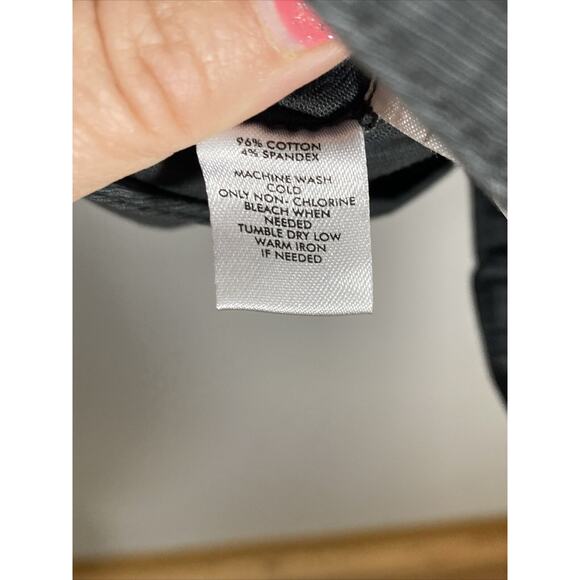 96% COTTON
4% SPANDEX
MACHINE WASH
COLD
ONLY NON- CHLORINE
BLEACH WHEN
NEEDED
TUMBLE DRY LOW
WARM IRON
IF NEEDED